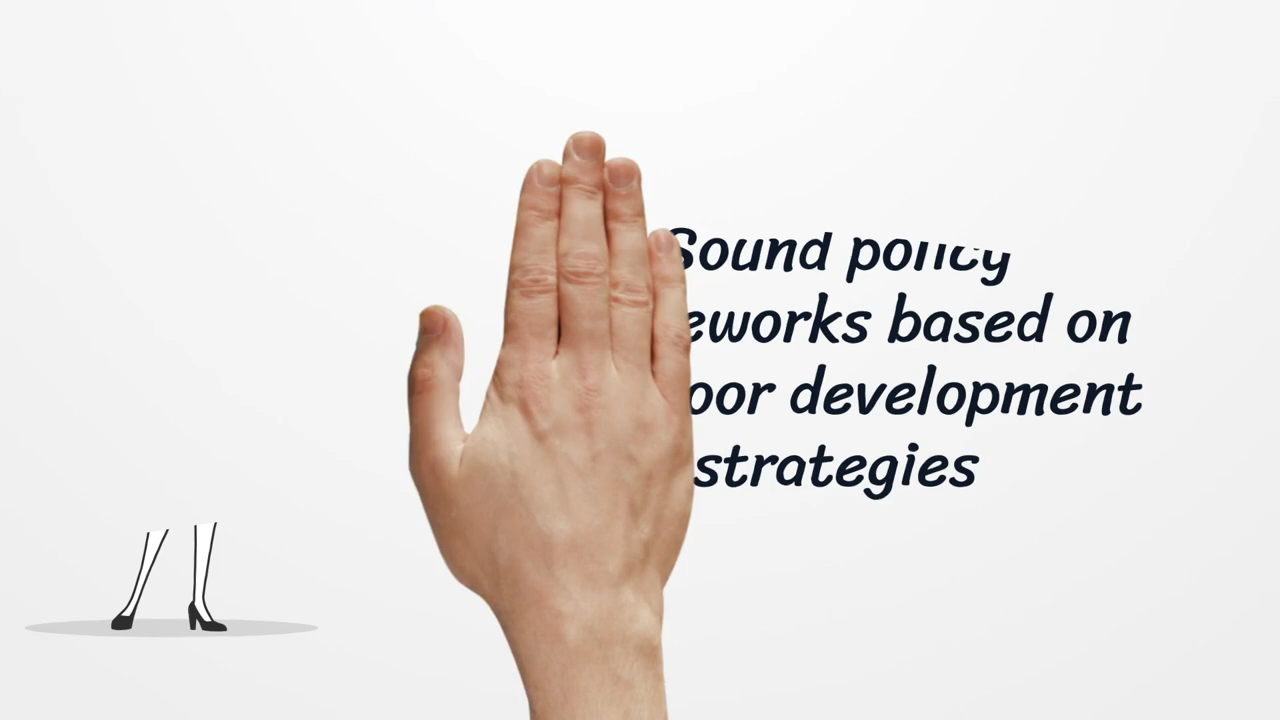 Sound policy
eworks based on
oor development
strategies